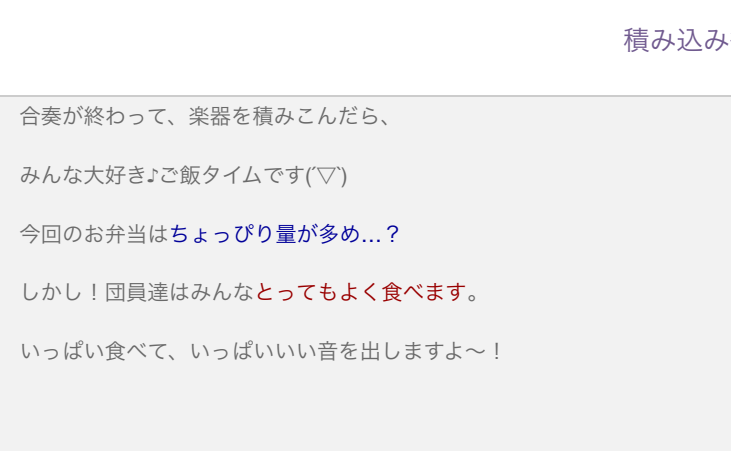 積み込み
合奏が終わって、楽器を積みこんだら、
みんな大好き♪ご飯タイムです(´▽`)
今回のお弁当はちょっぴり量が多め…？
しかし！団員達はみんなとってもよく食べます。
いっぱい食べて、いっぱいいい音を出しますよ～！